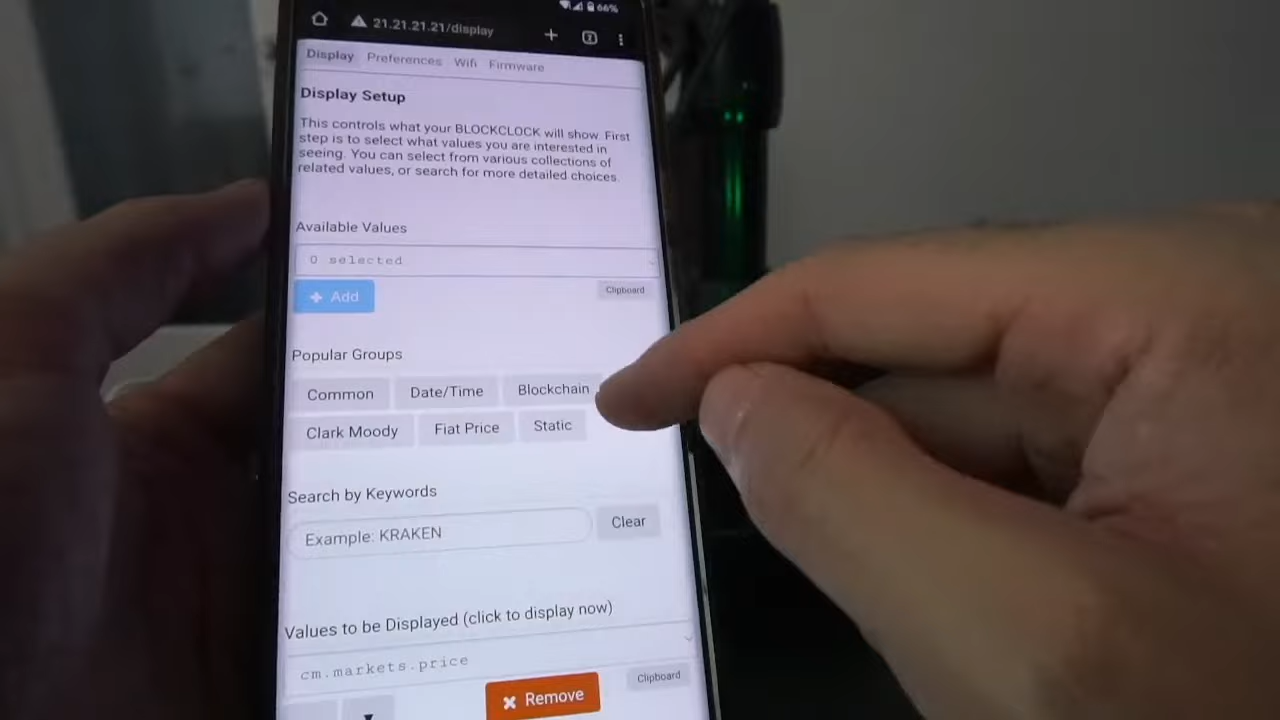 66%
21.21.21.21/display
Display Preferences Wifi Firmware
Display Setup
This controls what your BLOCKCLOCK will show. First
step is to select what values you are interested in
seeing. You can select from various collections of
related values, or search for more detailed choices.
Available Values
0 selected
+ Add
Clipboard
Popular Groups
Common Date/Time Blockchain
Clark Moody Fiat Price Static
Search by Keywords
Example: KRAKEN Clear
Values to be Displayed (click to display now)
cm.markets.price
Remove Clipboard